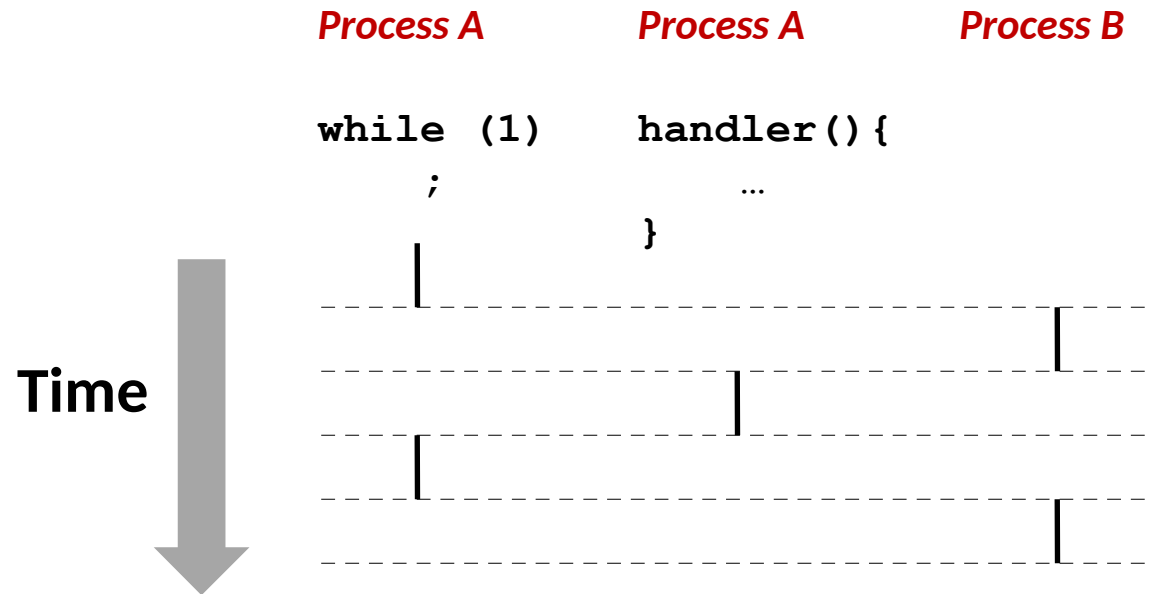 Process A Process A Process B
while (1) handler(){
; …
}
Time